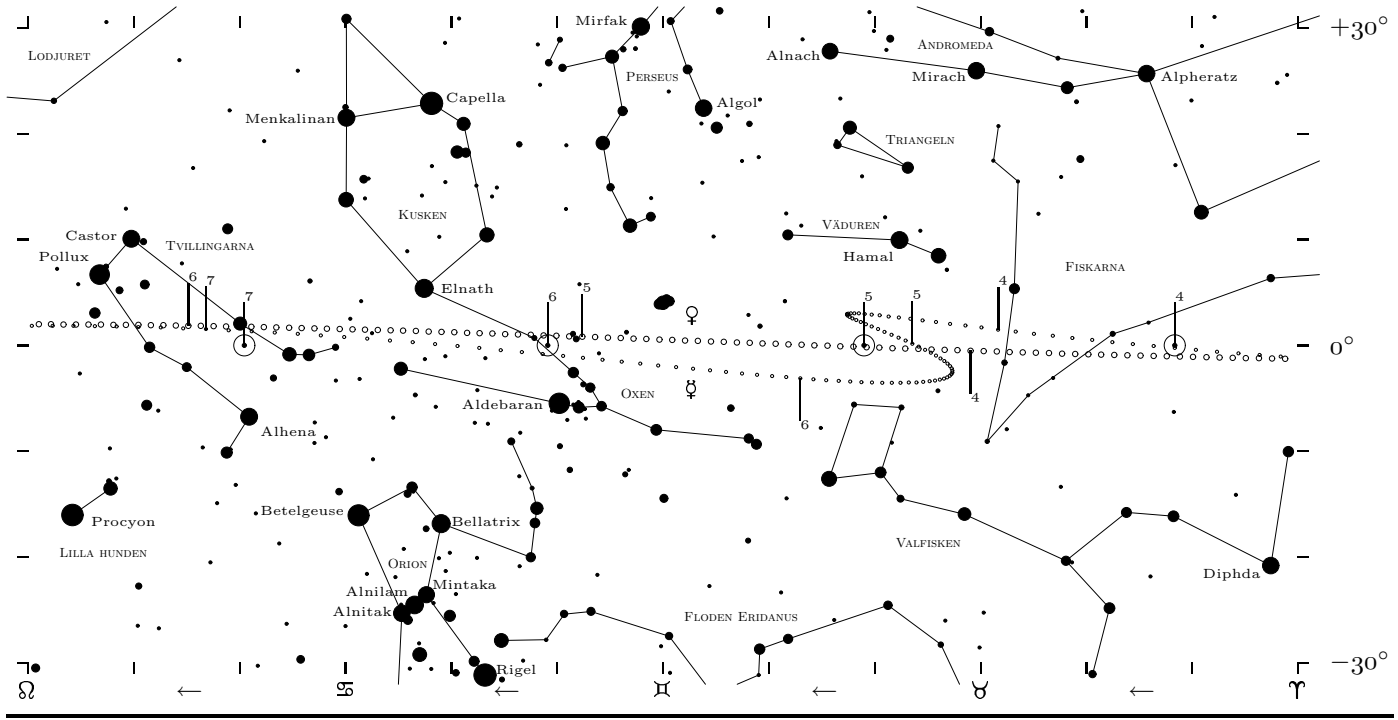 Mirfak
+30°
Andromeda
Lodjuret
Alnach
Perseus
Mirach
Alpheratz
Capella
Algol
Menkalinan
Triangeln
Kusken
Väduren
Castor
Tvillingarna
Pollux
Hamal
Fiskarna
6 7
Elnath
4
7
6 5
5 5
4
♀
0°
☿
Oxen
4
Aldebaran
6
Alhena
Betelgeuse
Bellatrix
Procyon
Lilla hunden
Valfisken
Orion
Diphda
Mintaka
Alnilam
Alnitak
Floden Eridanus
Rigel
−30°
♌ ← ♋ ← ♊ ← ♉ ← ♈